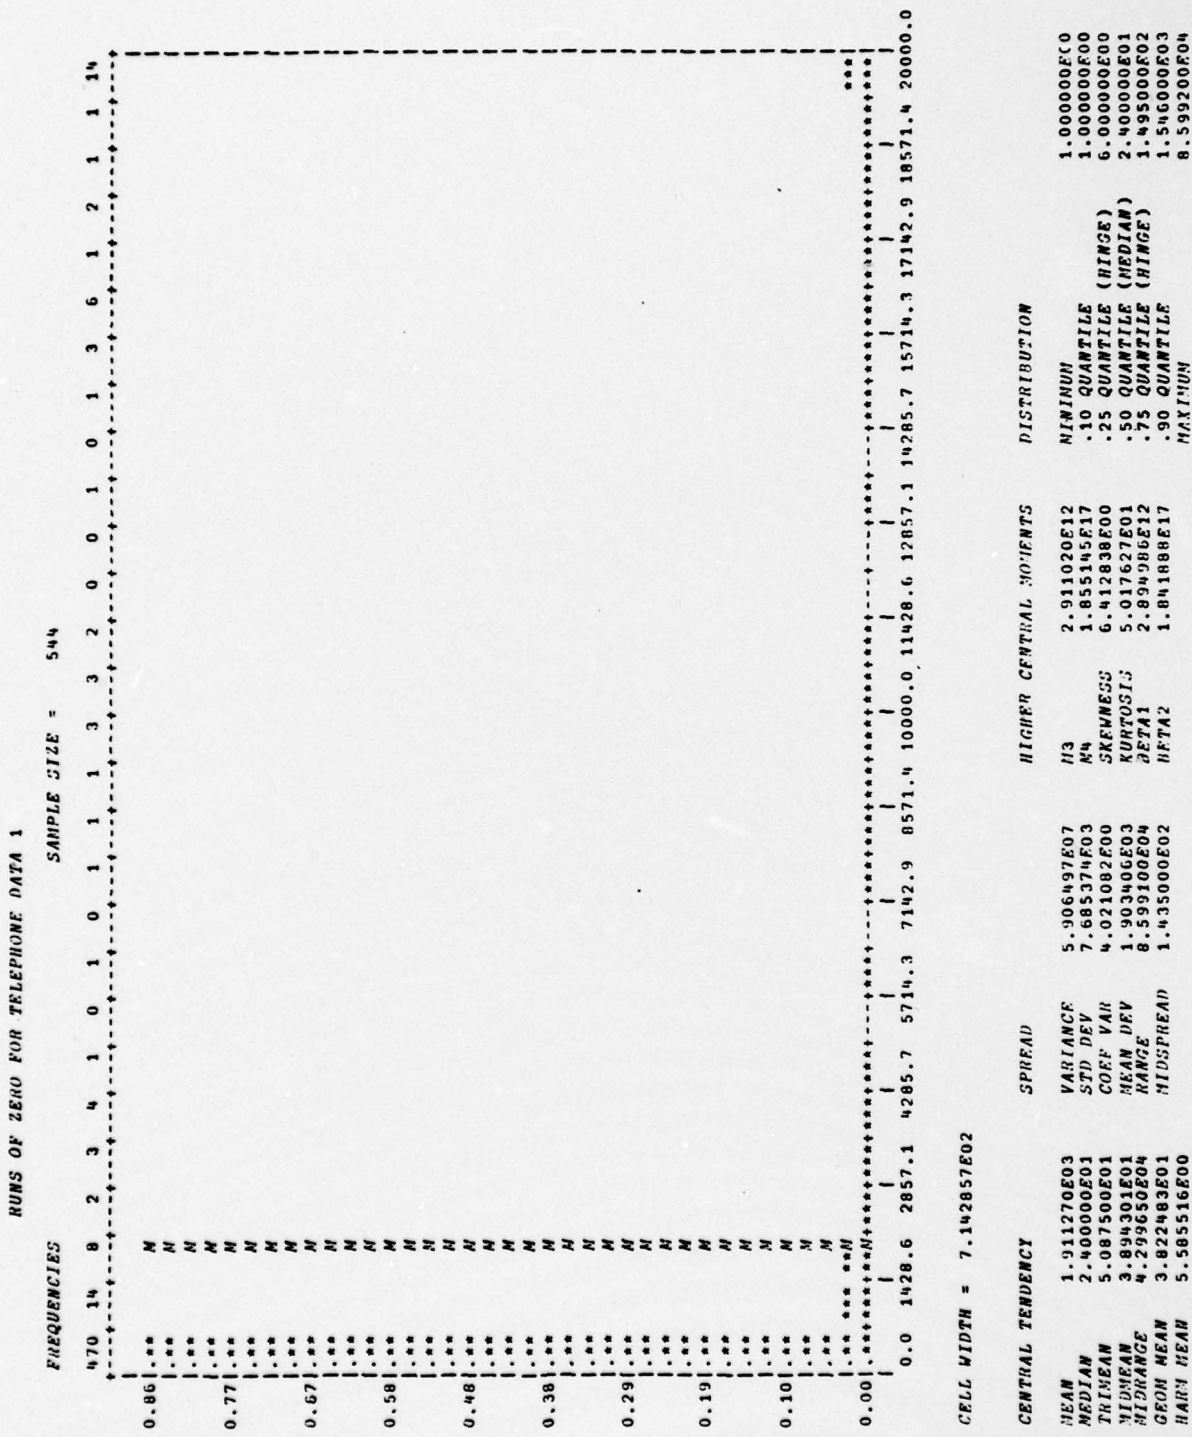 RUNS OF ZERO FOR TELEPHONE DATA 1
FREQUENCIES SAMPLE SIZE = 544
470 14 8 2 3 4 1 0 1 0 1 1 1 3 3 2 0 0 1 0 1 3 6 1 2 1 1 14
0.86
0.77
0.67
0.58
0.48
0.38
0.29
0.19
0.10
0.00
0.0 1428.6 2857.1 4285.7 5714.3 7142.9 8571.4 10000.0 11428.6 12857.1 14285.7 15714.3 17142.9 18571.4 20000.0
CELL WIDTH = 7.142857E02
CENTRAL TENDENCY SPREAD HIGHER CENTRAL MOMENTS DISTRIBUTION
MEAN 1.911270E03 VARIANCE 5.906497E07 M3 2.911020E12 MINIMUM 1.000000E00
MEDIAN 2.400000E01 STD DEV 7.685374E03 M4 1.855145E17 .10 QUANTILE 1.000000E00
TRIMEAN 5.087500E01 COEF VAR 4.021082E00 SKEWNESS 6.412838E00 .25 QUANTILE (HINGE) 6.000000E00
MIDMEAN 3.894301E01 MEAN DEV 1.903406E03 KURTOSIS 5.017627E01 .50 QUANTILE (MEDIAN) 2.400000E01
MIDRANGE 4.299650E04 RANGE 8.599100E04 BETA1 2.894986E12 .75 QUANTILE (HINGE) 1.495000E02
GEOM MEAN 3.822483E01 MIDSPREAD 1.435000E02 BETA2 1.841888E17 .90 QUANTILE 1.546000E03
HARM MEAN 5.585516E00 MAXIMUM 8.599200E04